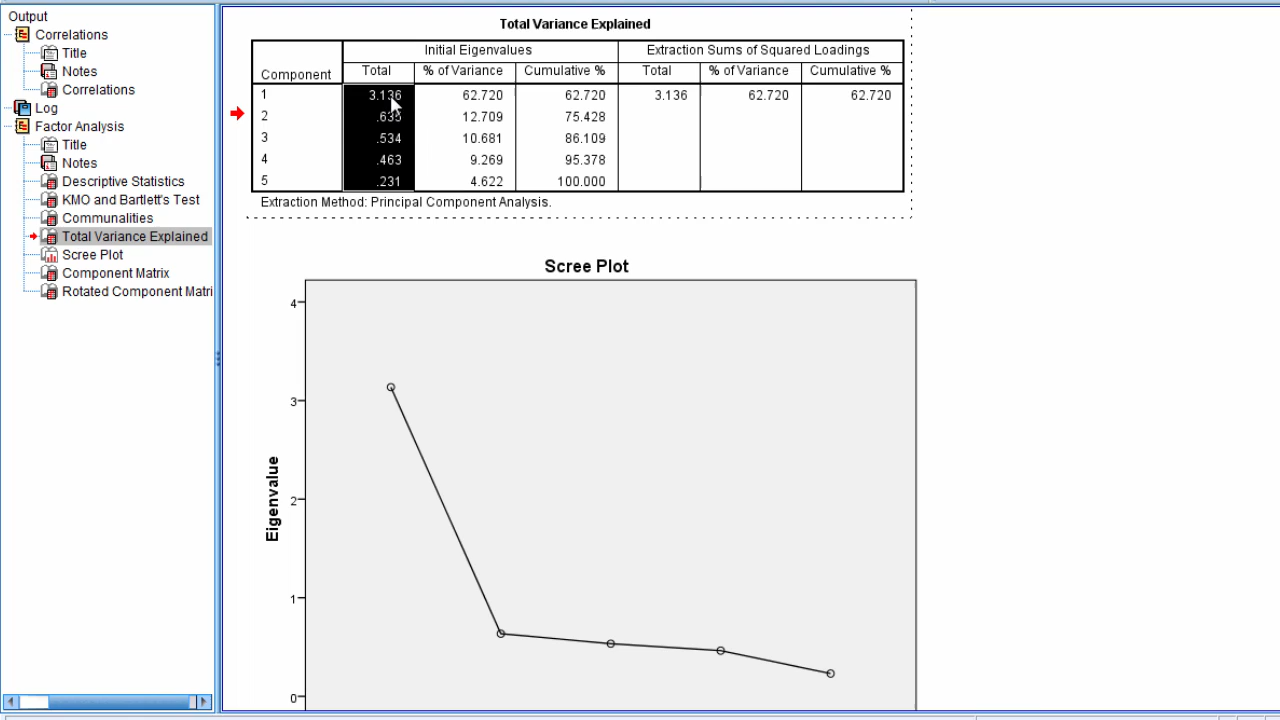 Output
Correlations
Title
Notes
Correlations
Log
Factor Analysis
Title
Notes
Descriptive Statistics
KMO and Bartlett's Test
Communalities
Total Variance Explained
Scree Plot
Component Matrix
Rotated Component Matri
Total Variance Explained
Initial Eigenvalues Extraction Sums of Squared Loadings
Component Total % of Variance Cumulative % Total % of Variance Cumulative %
1 3.136 62.720 62.720 3.136 62.720 62.720
2 .635 12.709 75.428
3 .534 10.681 86.109
4 .463 9.269 95.378
5 .231 4.622 100.000
Extraction Method: Principal Component Analysis.
Scree Plot
4
3
2
1
0
Eigenvalue